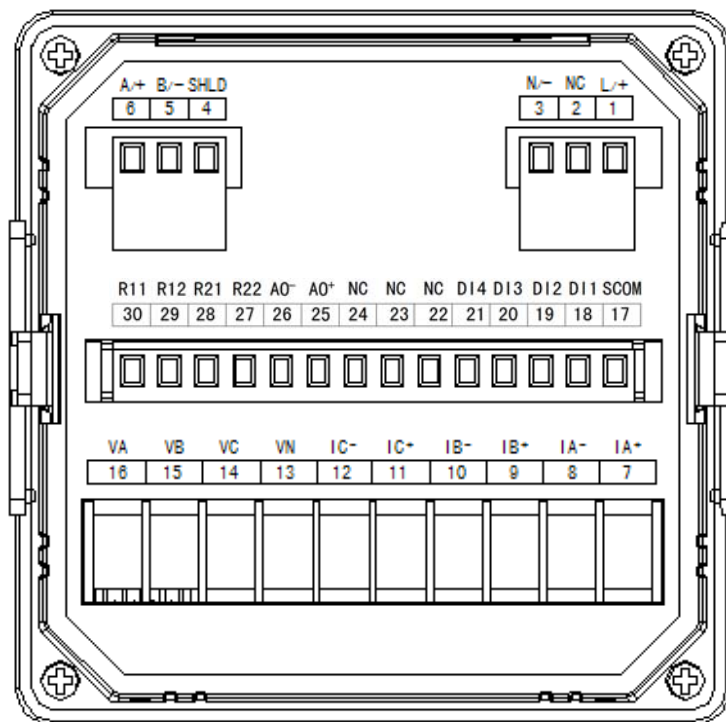 A/+ B/- SHLD N/- NC L/+
6 5 4 3 2 1
R11 R12 R21 R22 AO- AO+ NC NC NC DI4 DI3 DI2 DI1 SCOM
30 29 28 27 26 25 24 23 22 21 20 19 18 17
VA VB VC VN IC- IC+ IB- IB+ IA- IA+
16 15 14 13 12 11 10 9 8 7